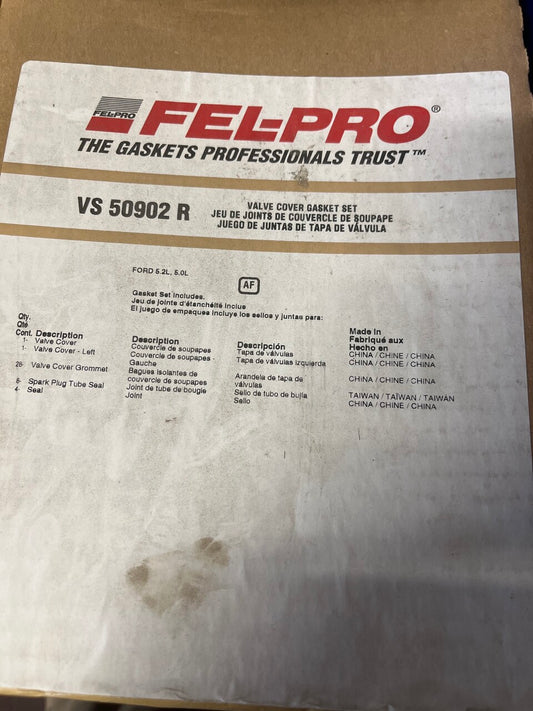 FEL-PRO
FEL-PRO®
THE GASKETS PROFESSIONALS TRUST™
VS 50902 R
VALVE COVER GASKET SET
JEU DE JOINTS DE COUVERCLE DE SOUPAPE
JUEGO DE JUNTAS DE TAPA DE VÁLVULA
FORD 5.2L, 5.0L
AF
Gasket Set includes.
Jeu de jointe d'étanchéité inclue
El juego de empaques incluye los sellos y juntas para:
Qty.
Qté
Cont. Description Description Descripción
Made in
Fabriqué aux
Hecho en
1- Valve Cover Couvercle de soupapes Tapa de válvulas CHINA / CHINE / CHINA
1- Valve Cover - Left Couvercle de soupapes - Tapa de válvulas izquierda CHINA / CHINE / CHINA
Gauche
28- Valve Cover Grommet Bagues isolantes de Arandela de tapa de CHINA / CHINE / CHINA
couvercle de soupapes válvulas
8- Spark Plug Tube Seal Joint de tube de bougie Sello de tubo de bujía TAIWAN / TAÏWAN / TAIWÁN
4- Seal Joint Sello CHINA / CHINE / CHINA